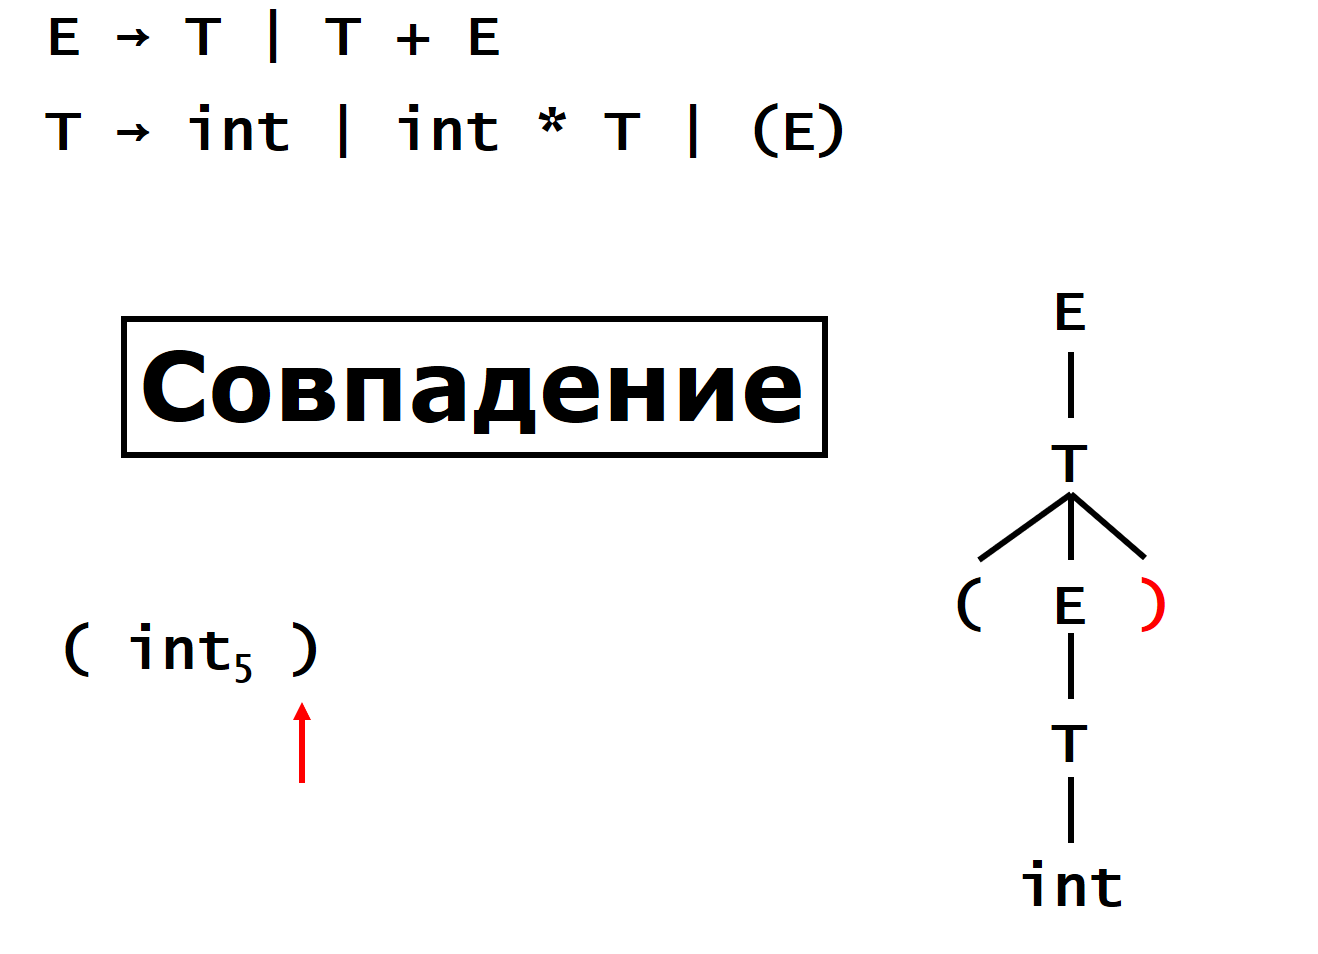 E → T | T + E
T → int | int * T | (E)
Совпадение
( int₅ )
E
T
( E )
T
int